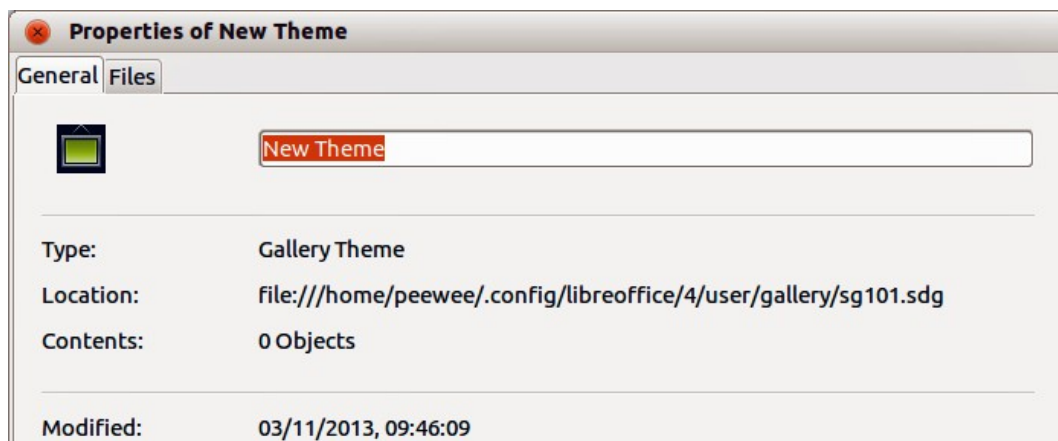 Properties of New Theme
General Files
New Theme
Type: Gallery Theme
Location: file:///home/peewee/.config/libreoffice/4/user/gallery/sg101.sdg
Contents: 0 Objects
Modified: 03/11/2013, 09:46:09